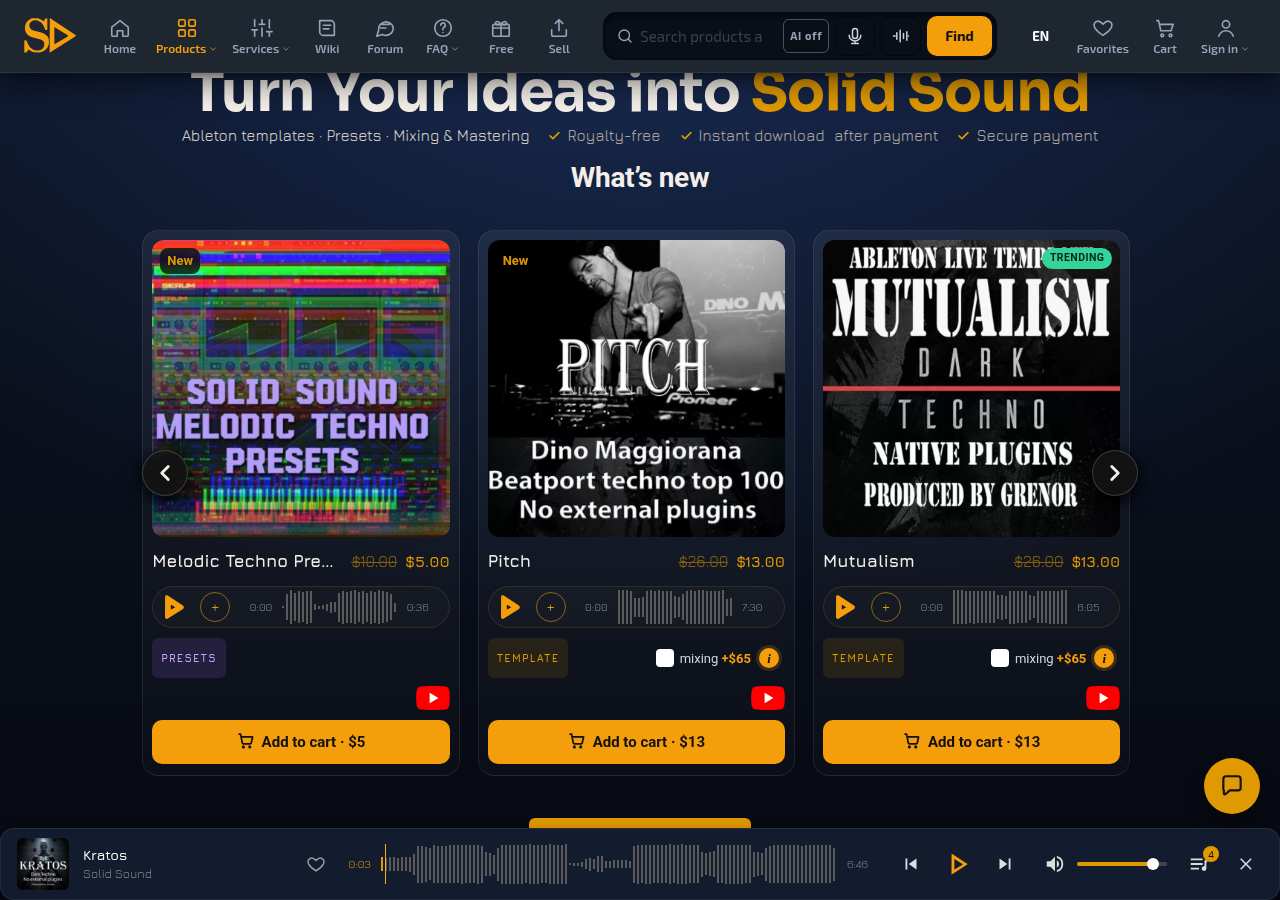 SD
Home
Products
Services
Wiki
Forum
FAQ
Free
Sell
Search products a
AI off
Find
EN
Favorites
Cart
Sign in
Turn Your Ideas into Solid Sound
Ableton templates · Presets · Mixing & Mastering
Royalty-free
Instant download after payment
Secure payment
What's new
New
SERUM
SOLID SOUND
MELODIC TECHNO
PRESETS
Melodic Techno Pre...
$10.00 $5.00
+
0:00
0:36
PRESETS
Add to cart · $5
New
DINO M
PITCH
Pioneer
Dino Maggiorana
Beatport techno top 100
No external plugins
Pitch
$26.00 $13.00
+
0:00
7:30
TEMPLATE
mixing +$65
i
Add to cart · $13
TRENDING
ABLETON LIVE
MUTUALISM
DARK
TECHNO
NATIVE PLUGINS
PRODUCED BY GRENOR
Mutualism
$26.00 $13.00
+
0:00
6:05
TEMPLATE
mixing +$65
i
Add to cart · $13
KRATOS
Kratos
Solid Sound
0:03
6:46
4